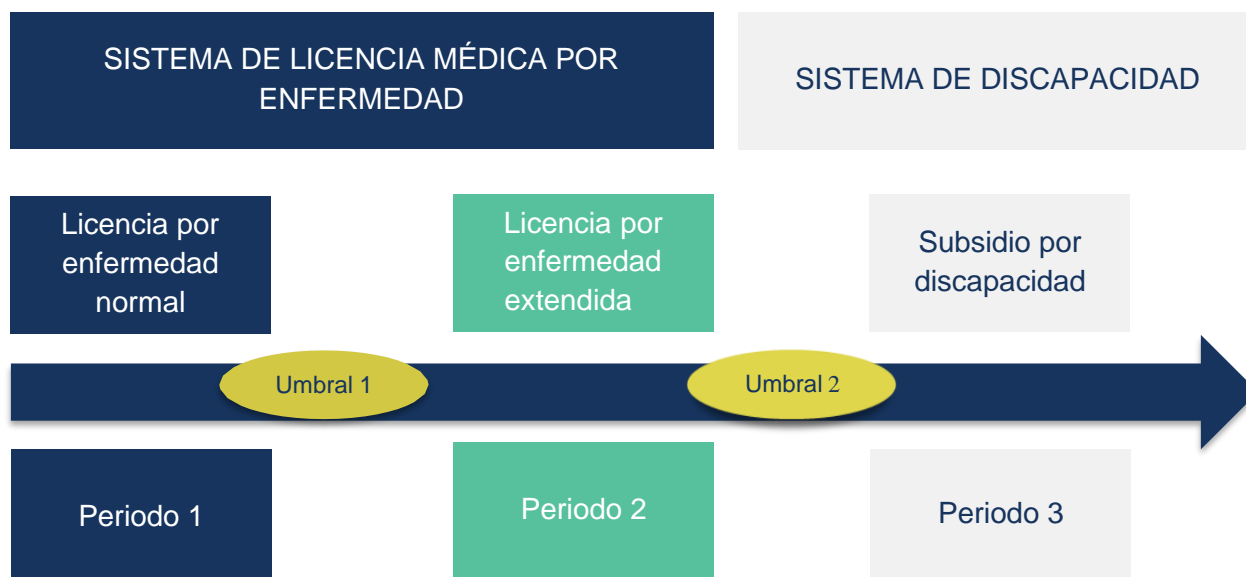 SISTEMA DE LICENCIA MÉDICA POR
ENFERMEDAD
SISTEMA DE DISCAPACIDAD
Licencia por
enfermedad
normal
Licencia por
enfermedad
extendida
Subsidio por
discapacidad
Umbral 1
Umbral 2
Periodo 1
Periodo 2
Periodo 3